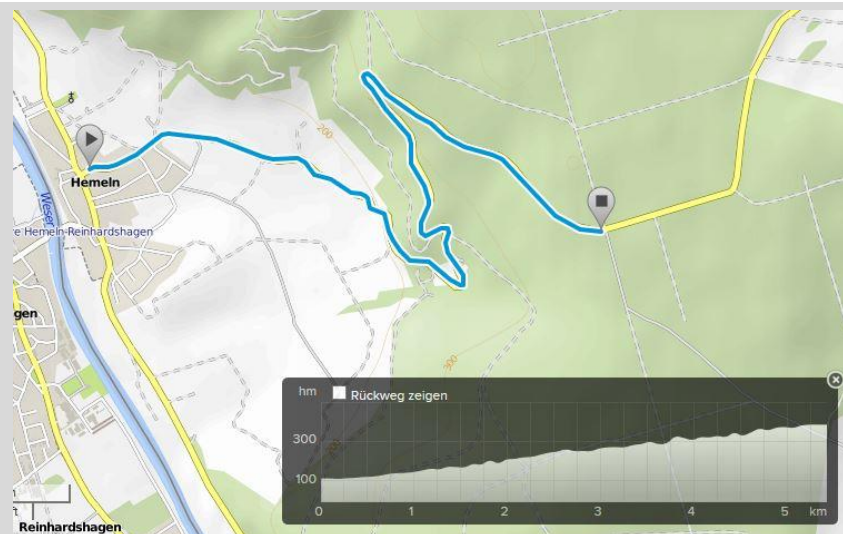 200
Hemeln
Weser
e Hemeln-Reinhardshagen
gen
300
hm
Rückweg zeigen
300
100
0 1 2 3 4 5 km
Reinhardshagen